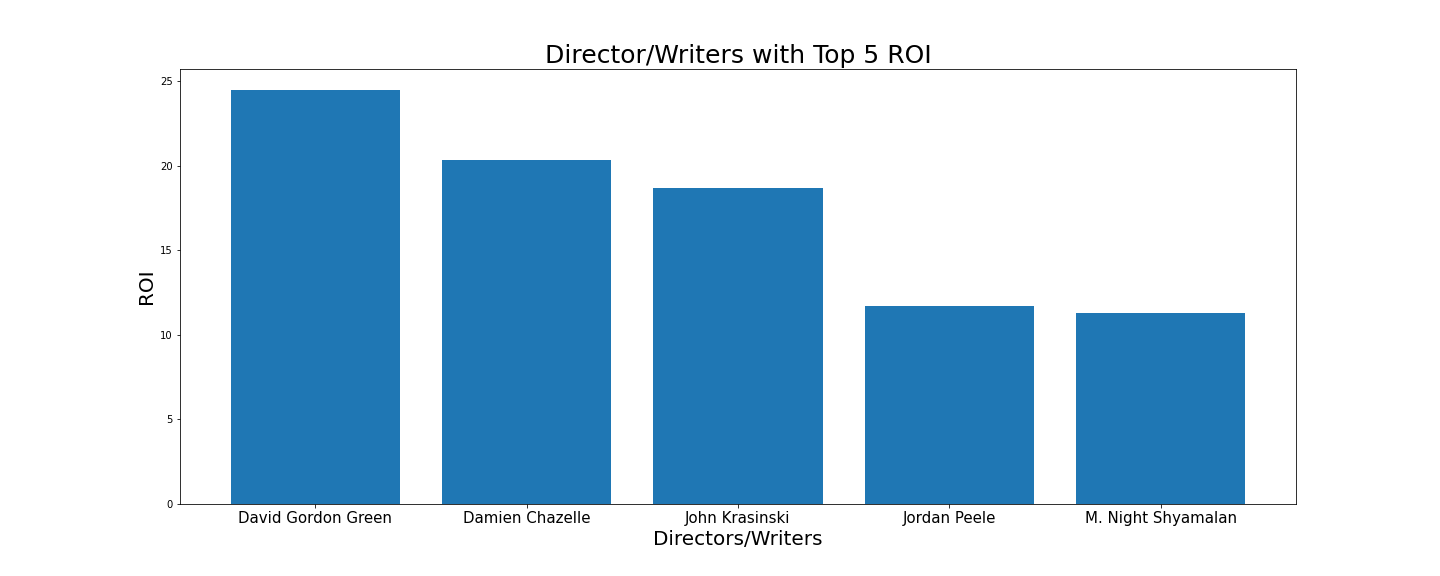 Director/Writers with Top 5 ROI
25
20
15
10
5
0
ROI
David Gordon Green
Damien Chazelle
John Krasinski
Jordan Peele
M. Night Shyamalan
Directors/Writers